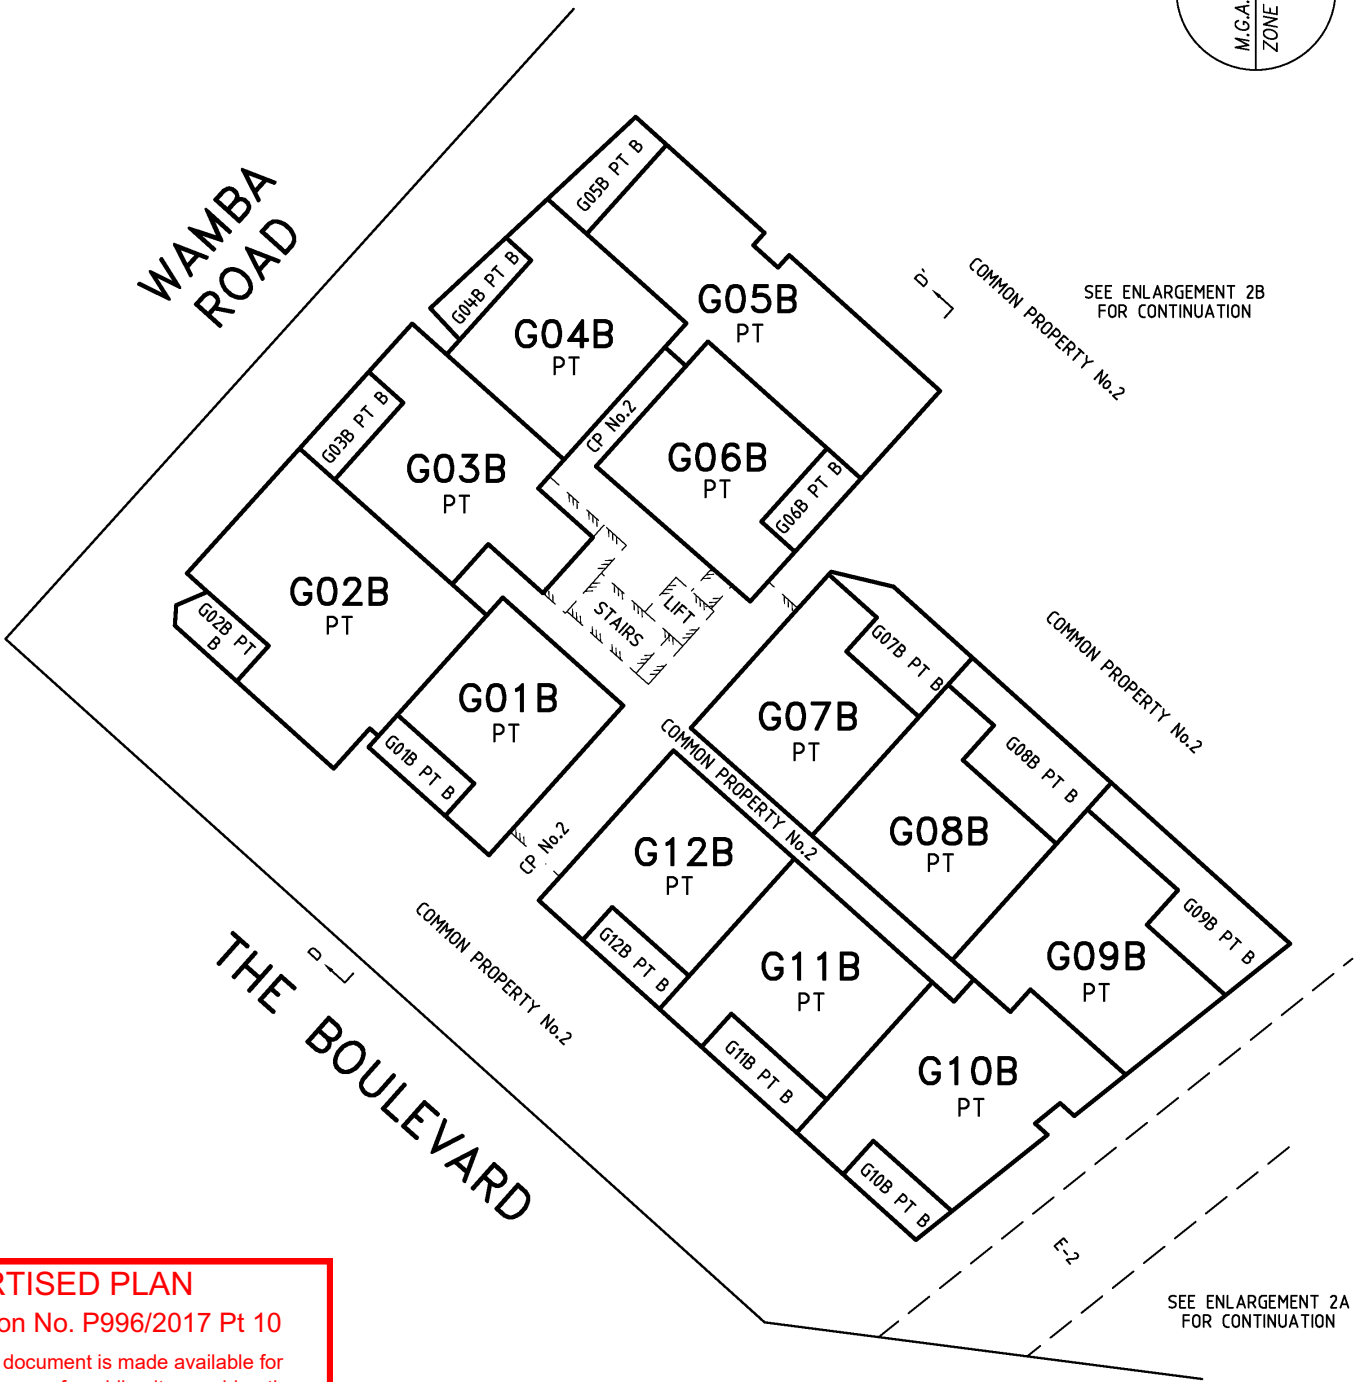 M.G.A.
ZONE
WAMBA
ROAD
G05B PT B
G05B
PT
COMMON PROPERTY No.2
SEE ENLARGEMENT 2B
FOR CONTINUATION
D
G04B PT B
G04B
PT
CP No.2
G03B PT B
G03B
PT
G06B
PT
G06B PT B
G02B
PT
G02B PT
B
STAIRS
LIFT
G01B
PT
G01B PT B
COMMON PROPERTY No.2
G07B PT B
G07B
PT
COMMON PROPERTY No.2
G08B PT B
G08B
PT
CP No.2
G12B
PT
G12B PT B
G09B PT B
G09B
PT
G11B
PT
G11B PT B
G10B
PT
G10B PT B
COMMON PROPERTY No.2
D
THE BOULEVARD
E-2
SEE ENLARGEMENT 2A
FOR CONTINUATION
RTISED PLAN
on No. P996/2017 Pt 10
document is made available for